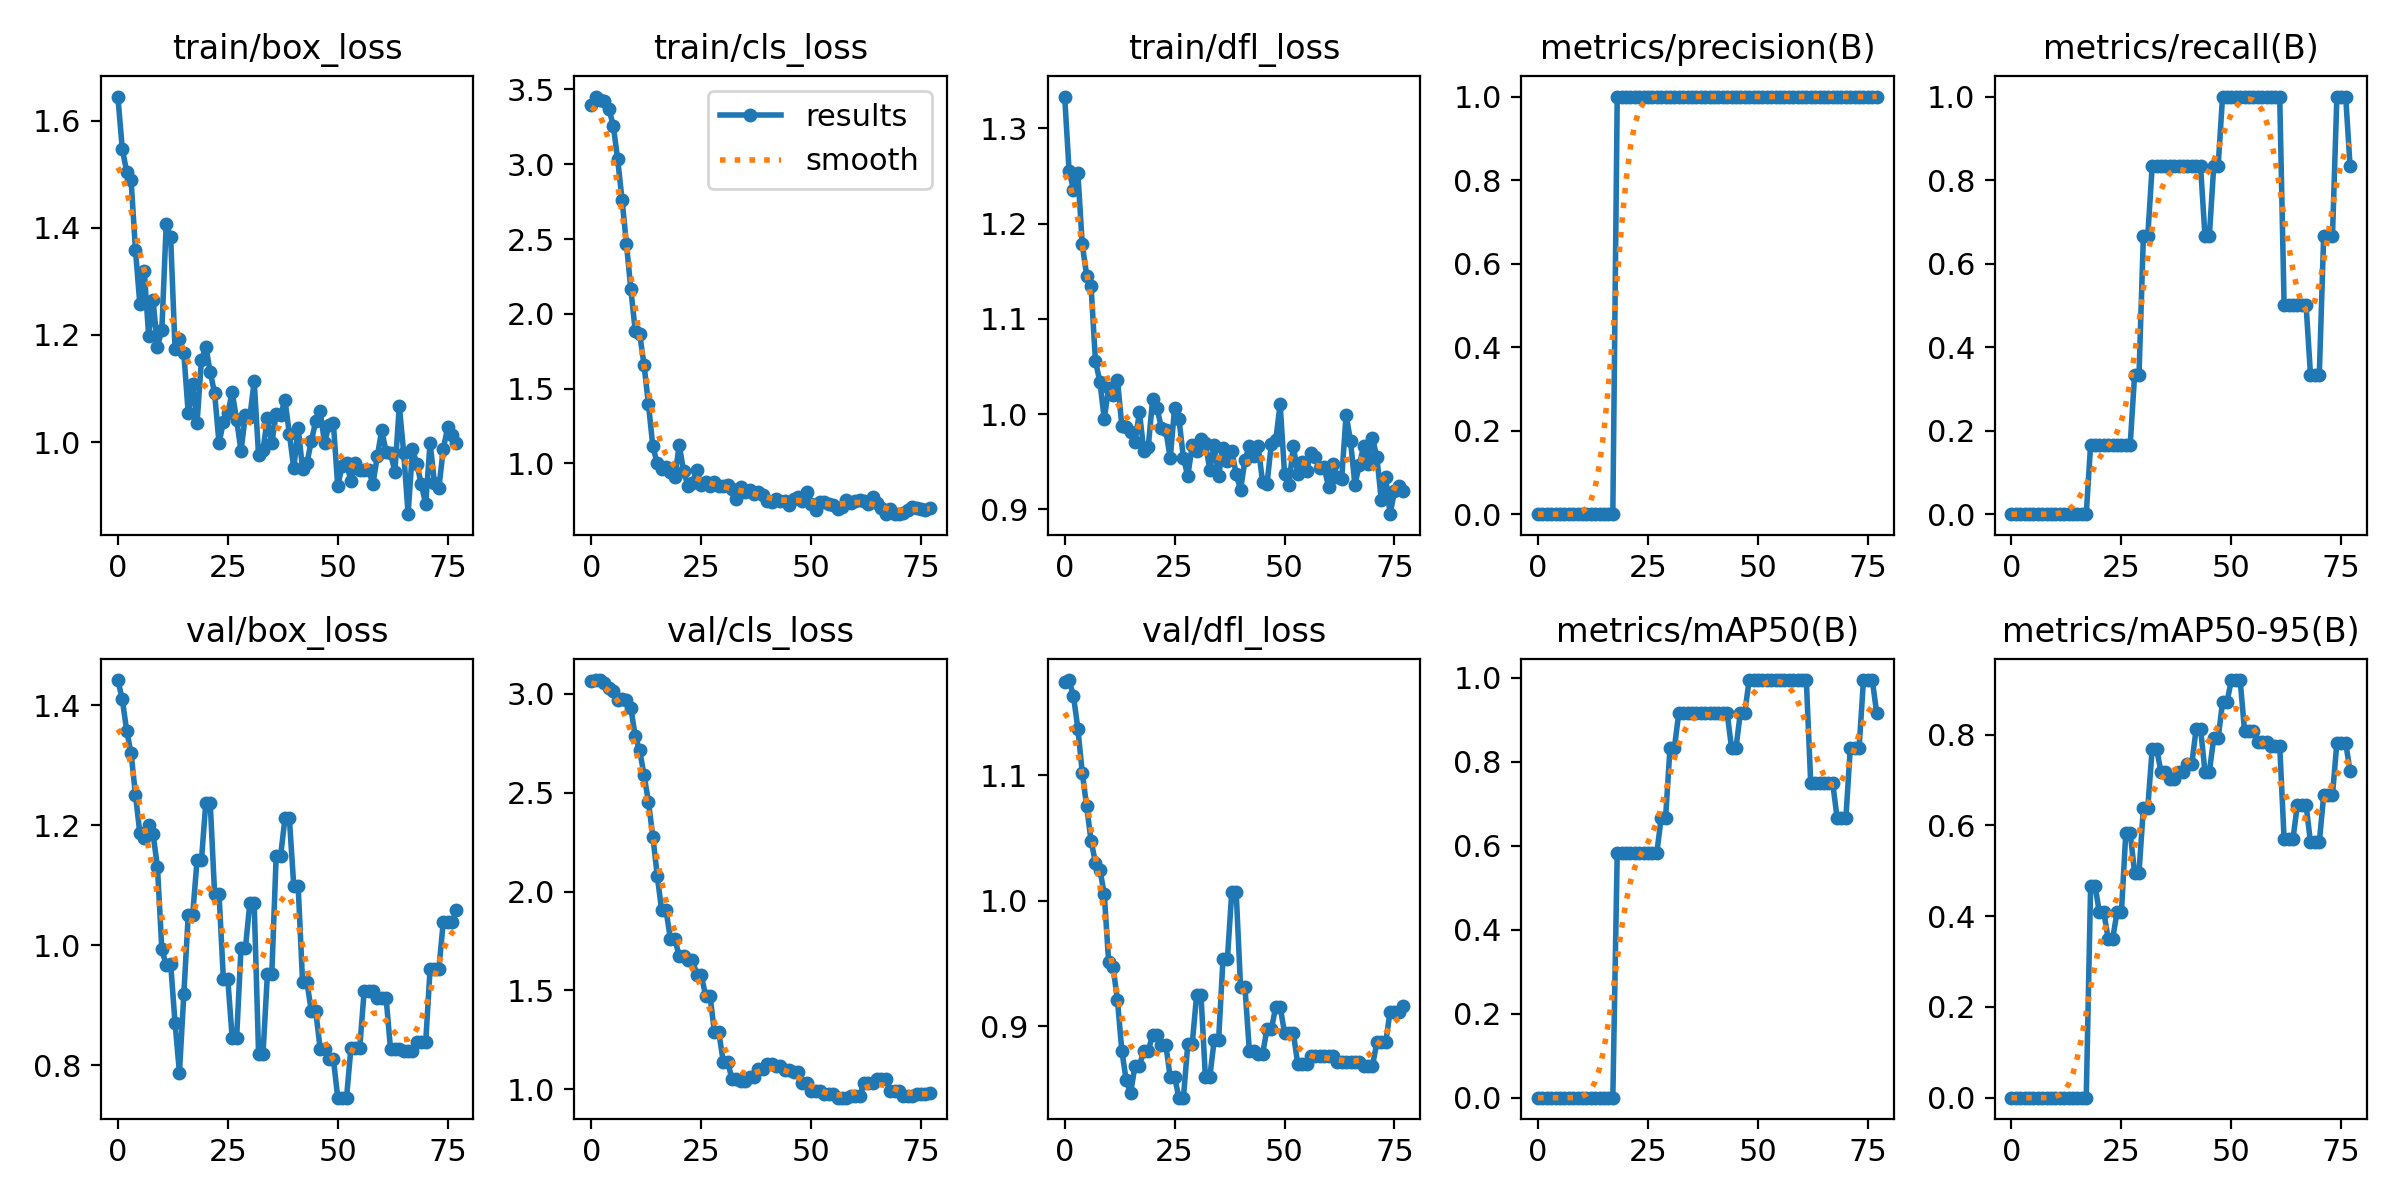 train/box_loss
1.6
1.4
1.2
1.0
0 25 50 75
train/cls_loss
results
smooth
3.5
3.0
2.5
2.0
1.5
1.0
0 25 50 75
train/dfl_loss
1.3
1.2
1.1
1.0
0.9
0 25 50 75
metrics/precision(B)
1.0
0.8
0.6
0.4
0.2
0.0
0 25 50 75
metrics/recall(B)
1.0
0.8
0.6
0.4
0.2
0.0
0 25 50 75
val/box_loss
1.4
1.2
1.0
0.8
0 25 50 75
val/cls_loss
3.0
2.5
2.0
1.5
1.0
0 25 50 75
val/dfl_loss
1.1
1.0
0.9
0 25 50 75
metrics/mAP50(B)
1.0
0.8
0.6
0.4
0.2
0.0
0 25 50 75
metrics/mAP50-95(B)
0.8
0.6
0.4
0.2
0.0
0 25 50 75